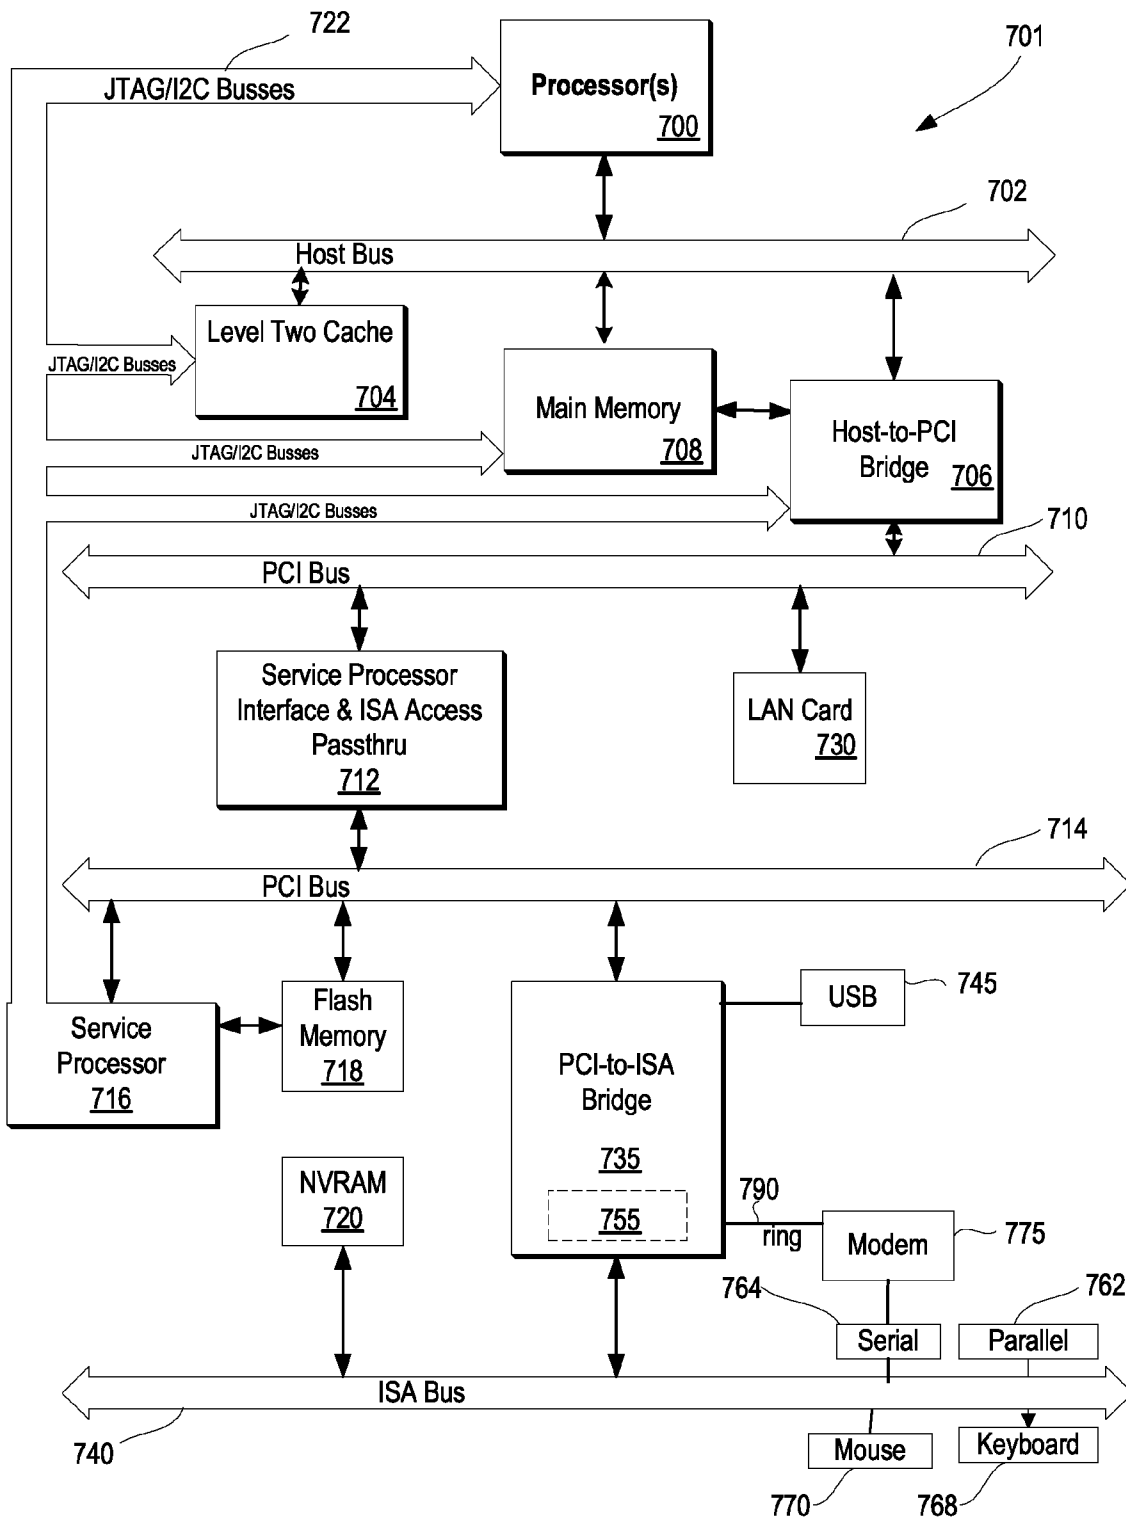 722
701
JTAG/I2C Busses
Processor(s)
700
702
Host Bus
Level Two Cache
704
JTAG/I2C Busses
Main Memory
708
Host-to-PCI
Bridge
706
JTAG/I2C Busses
JTAG/I2C Busses
710
PCI Bus
Service Processor
Interface & ISA Access
Passthru
712
LAN Card
730
714
PCI Bus
Service
Processor
716
Flash
Memory
718
PCI-to-ISA
Bridge
735
755
USB
745
NVRAM
720
790
ring
Modem
775
764
762
Serial
Parallel
ISA Bus
740
Mouse
Keyboard
770
768